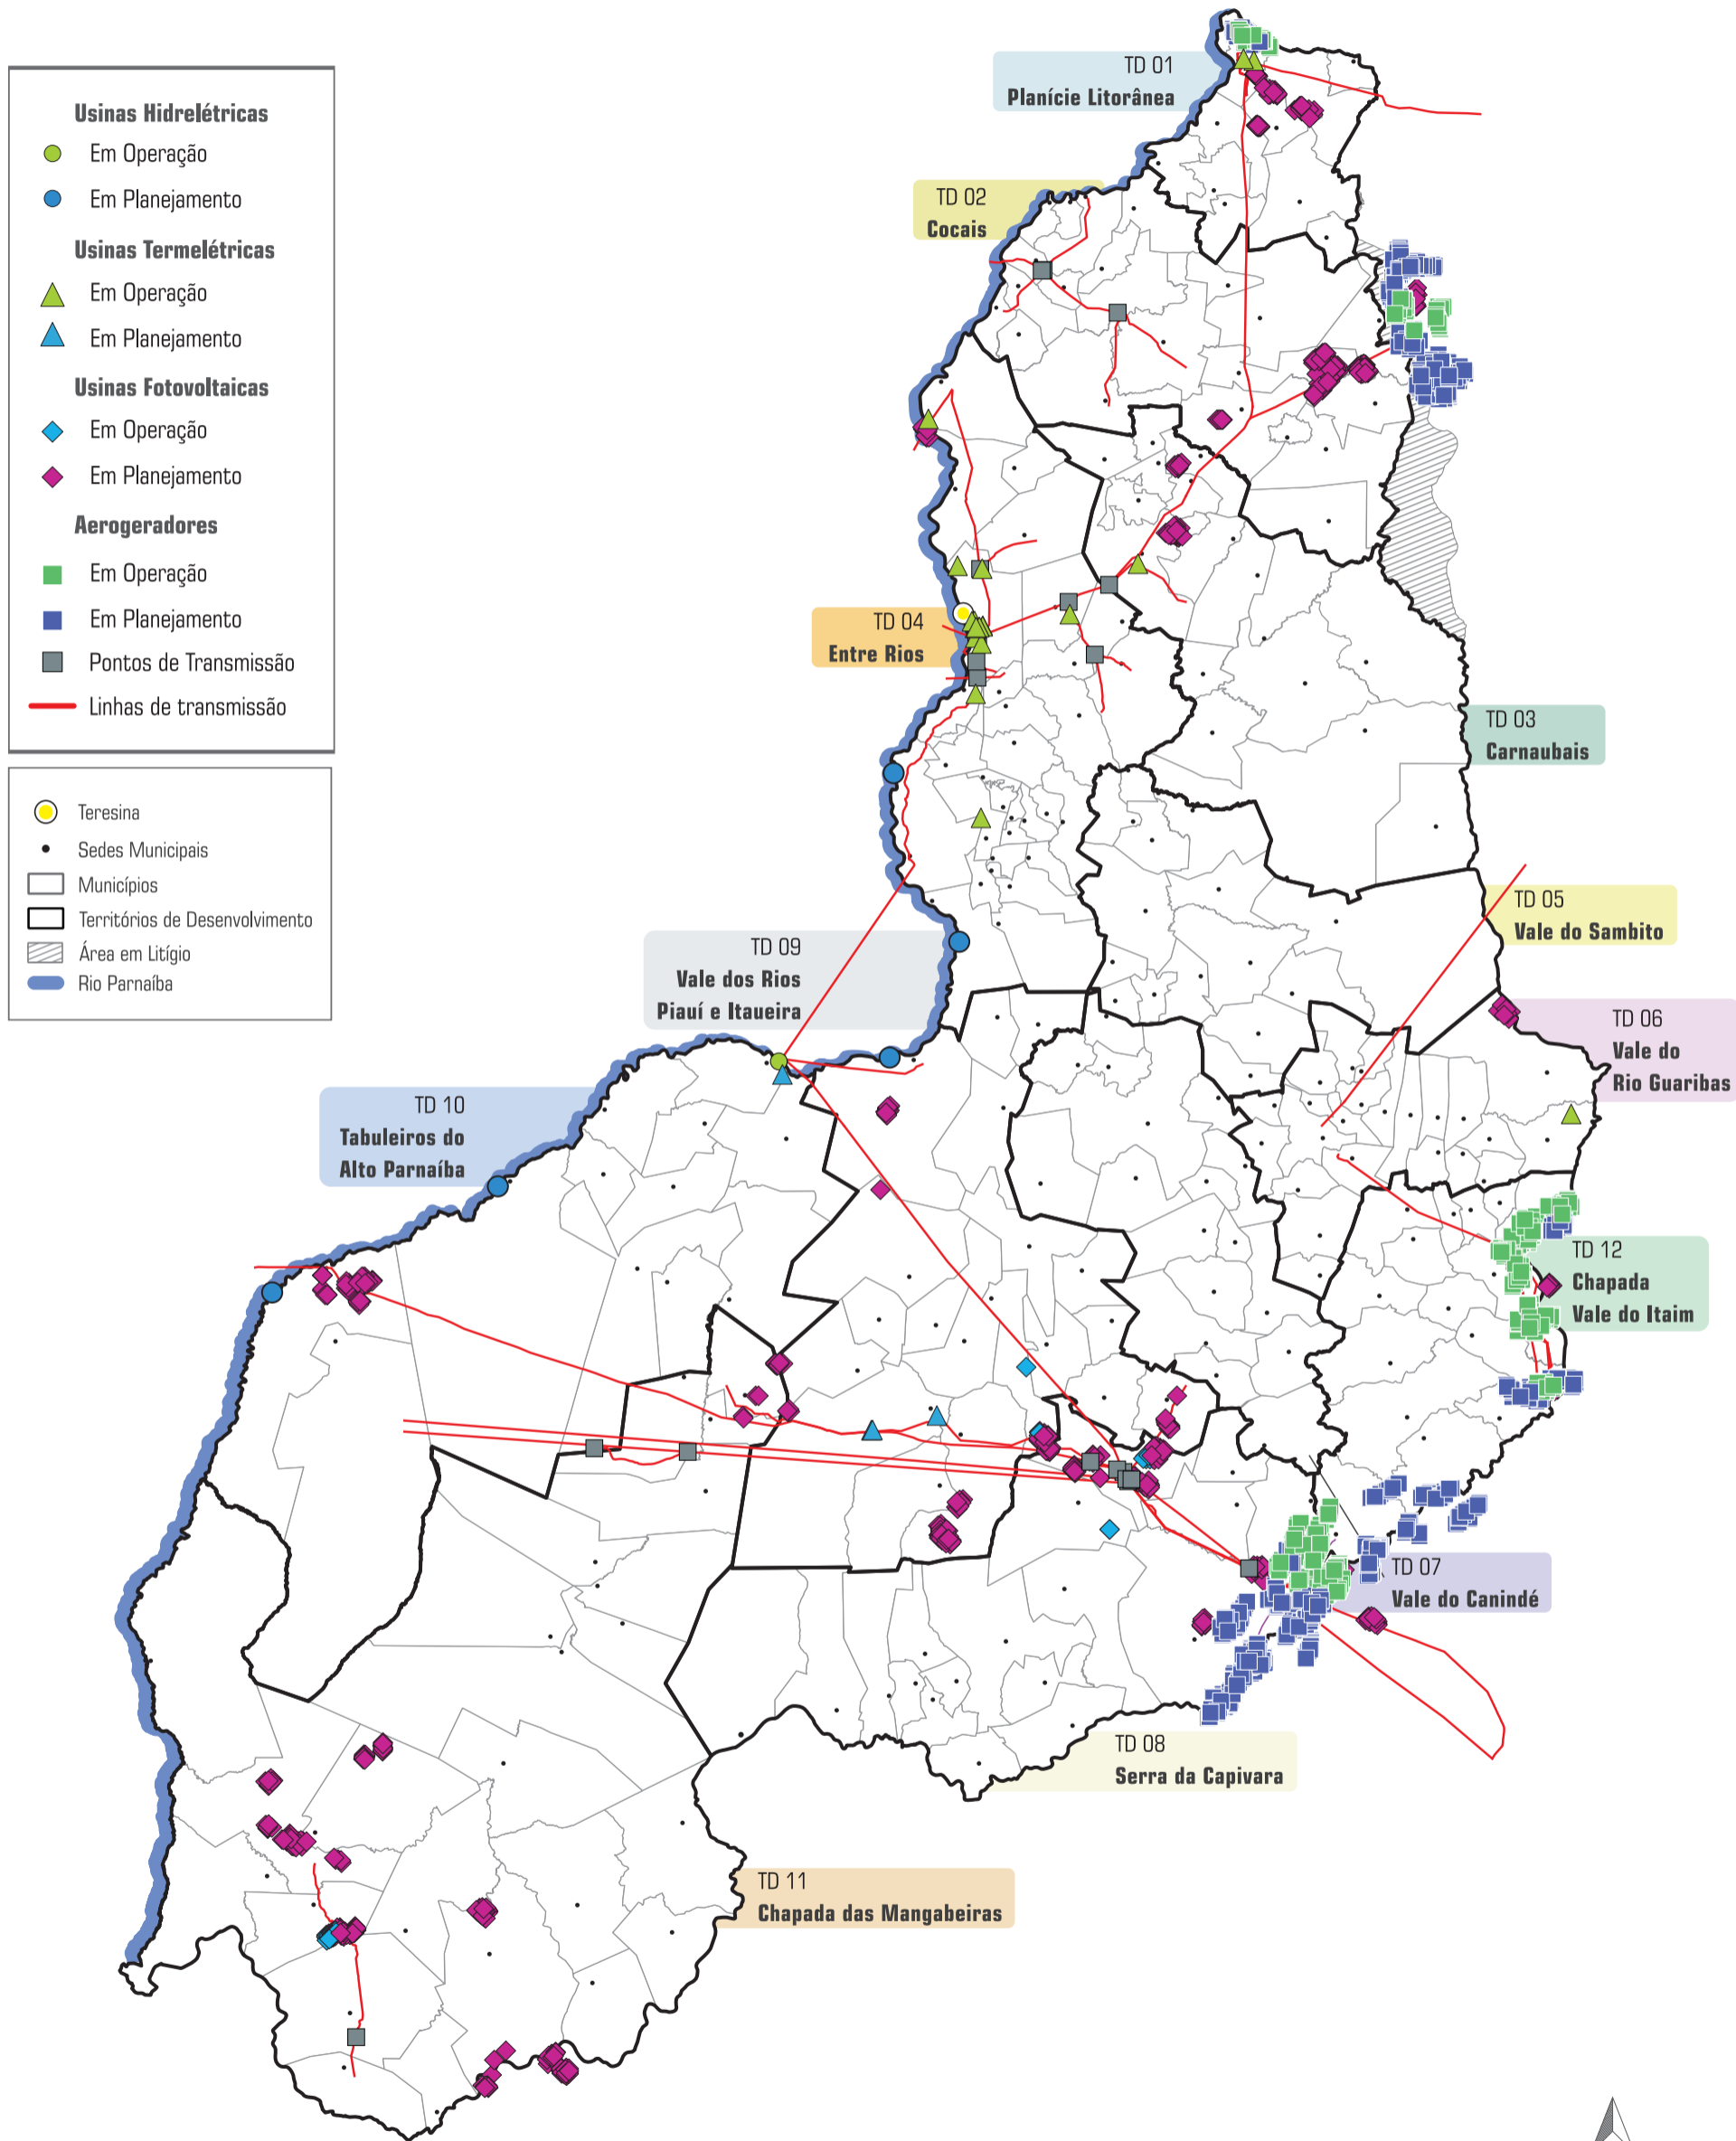 Usinas Hidrelétricas
Em Operação
Em Planejamento
Usinas Termelétricas
Em Operação
Em Planejamento
Usinas Fotovoltaicas
Em Operação
Em Planejamento
Aerogeradores
Em Operação
Em Planejamento
Pontos de Transmissão
Linhas de transmissão
Teresina
Sedes Municipais
Municípios
Territórios de Desenvolvimento
Área em Litígio
Rio Parnaíba
TD 01
Planície Litorânea
TD 02
Cocais
TD 04
Entre Rios
TD 03
Carnaubais
TD 05
Vale do Sambito
TD 09
Vale dos Rios
Piauí e Itaueira
TD 06
Vale do
Rio Guaribas
TD 10
Tabuleiros do
Alto Parnaíba
TD 12
Chapada
Vale do Itaim
TD 07
Vale do Canindé
TD 08
Serra da Capivara
TD 11
Chapada das Mangabeiras